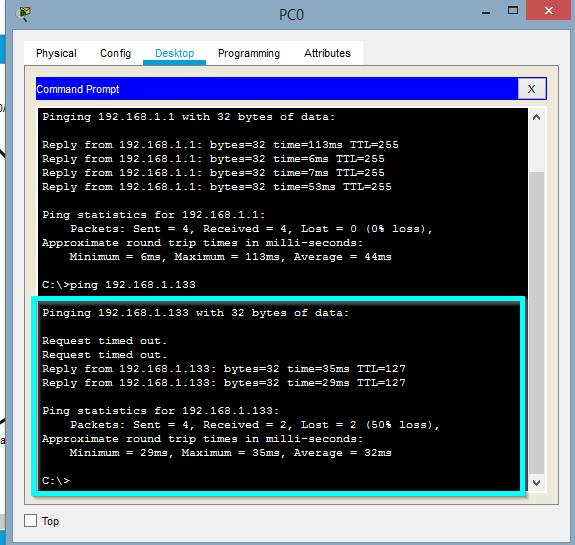 PC0
Physical Config Desktop Programming Attributes
Command Prompt
X
Pinging 192.168.1.1 with 32 bytes of data:
Reply from 192.168.1.1: bytes=32 time=113ms TTL=255
Reply from 192.168.1.1: bytes=32 time=6ms TTL=255
Reply from 192.168.1.1: bytes=32 time=7ms TTL=255
Reply from 192.168.1.1: bytes=32 time=53ms TTL=255
Ping statistics for 192.168.1.1:
Packets: Sent = 4, Received = 4, Lost = 0 (0% loss),
Approximate round trip times in milli-seconds:
Minimum = 6ms, Maximum = 113ms, Average = 44ms
C:\>ping 192.168.1.133
Pinging 192.168.1.133 with 32 bytes of data:
Request timed out.
Request timed out.
Reply from 192.168.1.133: bytes=32 time=35ms TTL=127
Reply from 192.168.1.133: bytes=32 time=29ms TTL=127
Ping statistics for 192.168.1.133:
Packets: Sent = 4, Received = 2, Lost = 2 (50% loss),
Approximate round trip times in milli-seconds:
Minimum = 29ms, Maximum = 35ms, Average = 32ms
C:\>
Top